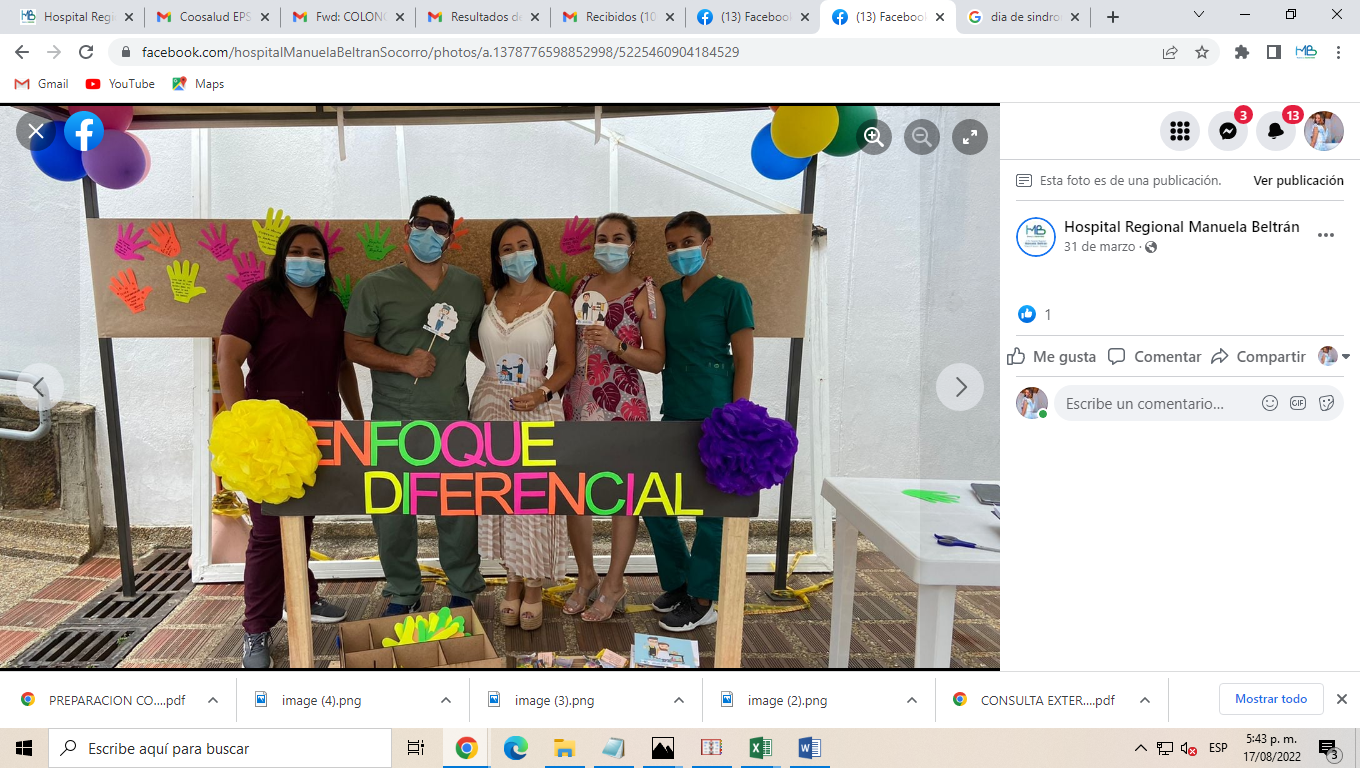 Hospital Regi
Coosalud EPS
Fwd: COLONO
Resultados de
Recibidos (10
(13) Facebook
(13) Facebook
dia de sindro
facebook.com/hospitalManuelaBeltranSocorro/photos/a.1378776598852998/5225460904184529
MB
Gmail
YouTube
Maps
3
13
Esta foto es de una publicación.
Ver publicación
MB
Hospital Regional Manuela Beltrán
31 de marzo ·
1
Me gusta
Comentar
Compartir
Escribe un comentario...
GIF
ENFOQUE
DIFERENCIAL
PREPARACION CO....pdf
image (4).png
image (3).png
image (2).png
CONSULTA EXTER....pdf
Mostrar todo
Escribe aquí para buscar
ESP
5:43 p. m.
17/08/2022
3